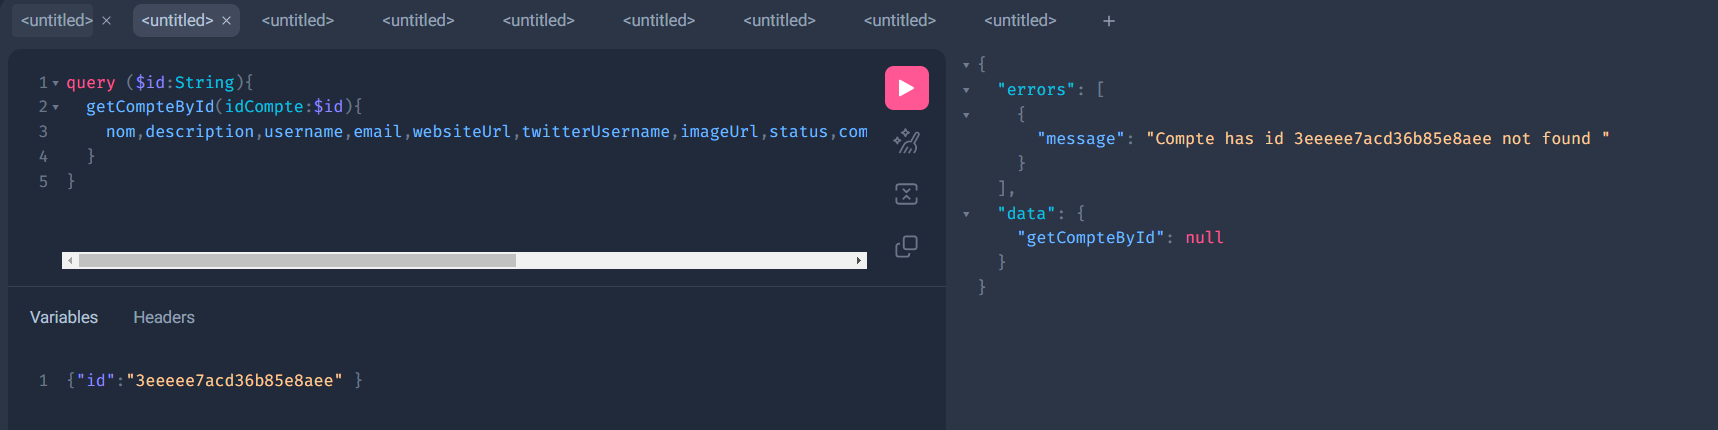 <untitled> × <untitled> × <untitled> <untitled> <untitled> <untitled> <untitled> <untitled> <untitled> +
1 query ($id:String){
2 getCompteById(idCompte:$id){
3 nom,description,username,email,websiteUrl,twitterUsername,imageUrl,status,com
4 }
5 }
Variables Headers
1 {"id":"3eeeee7acd36b85e8aee" }
{
"errors": [
{
"message": "Compte has id 3eeeee7acd36b85e8aee not found "
}
],
"data": {
"getCompteById": null
}
}